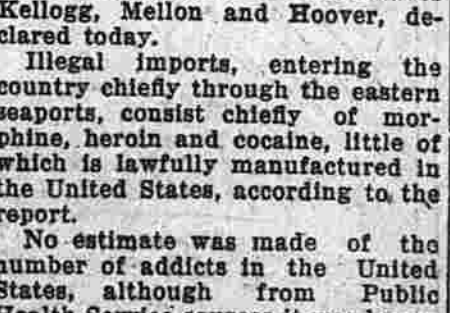 Kellogg, Mellon and Hoover, de-
clared today.
Illegal imports, entering the
country chiefly through the eastern
seaports, consist chiefly of mor-
phine, heroin and cocaine, little of
which is lawfully manufactured in
the United States, according to the
report.
No estimate was made of the
number of addicts in the United
States, although from Public
Health Service